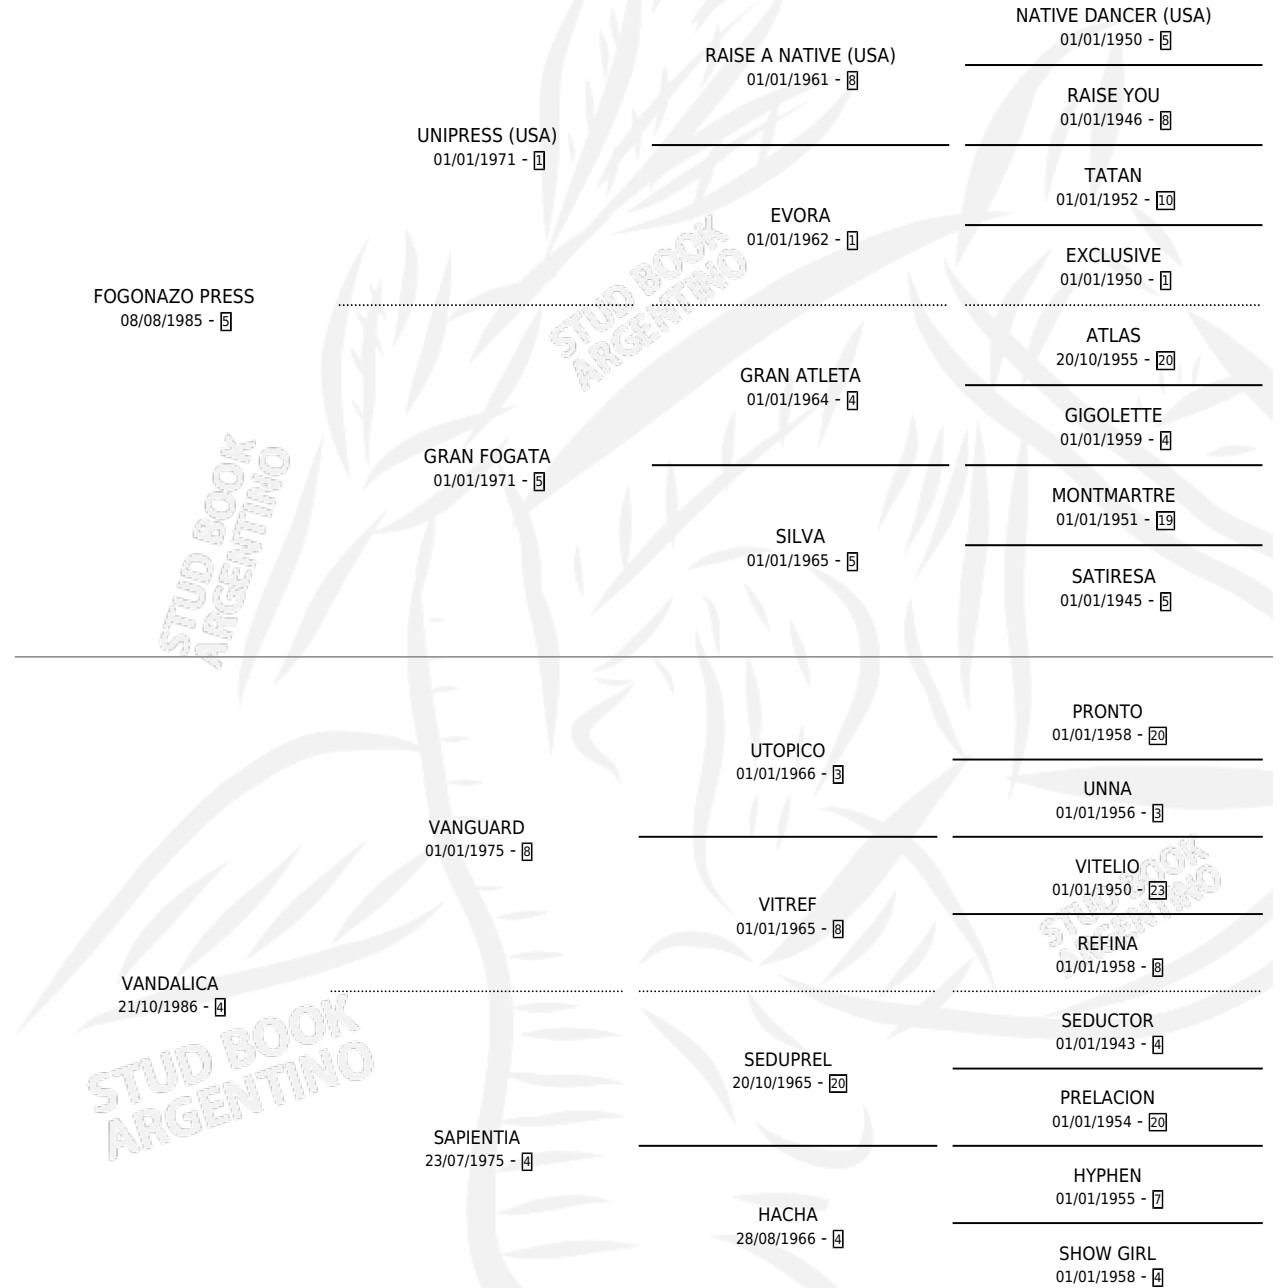 NATIVE DANCER (USA)
01/01/1950 - 5
RAISE A NATIVE (USA)
01/01/1961 - 8
RAISE YOU
01/01/1946 - 8
UNIPRESS (USA)
01/01/1971 - 1
TATAN
01/01/1952 - 10
EVORA
01/01/1962 - 1
EXCLUSIVE
01/01/1950 - 1
FOGONAZO PRESS
08/08/1985 - 5
STUD BOOK
ARGENTINO
ATLAS
20/10/1955 - 20
GRAN ATLETA
01/01/1964 - 4
GIGOLETTE
01/01/1959 - 4
GRAN FOGATA
01/01/1971 - 5
MONTMARTRE
01/01/1951 - 19
SILVA
01/01/1965 - 5
SATIRESA
01/01/1945 - 5
STUD BOOK
ARGENTINO
PRONTO
01/01/1958 - 20
UTOPICO
01/01/1966 - 3
UNNA
01/01/1956 - 3
VANGUARD
01/01/1975 - 8
VITELIO
01/01/1950 - 23
VITREF
01/01/1965 - 8
STUD BOOK
ARGENTINO
REFINA
01/01/1958 - 8
VANDALICA
21/10/1986 - 4
SEDUCTOR
01/01/1943 - 4
SEDUPREL
20/10/1965 - 20
STUD BOOK
ARGENTINO
PRELACION
01/01/1954 - 20
SAPIENTIA
23/07/1975 - 4
HYPHEN
01/01/1955 - 7
HACHA
28/08/1966 - 4
SHOW GIRL
01/01/1958 - 4